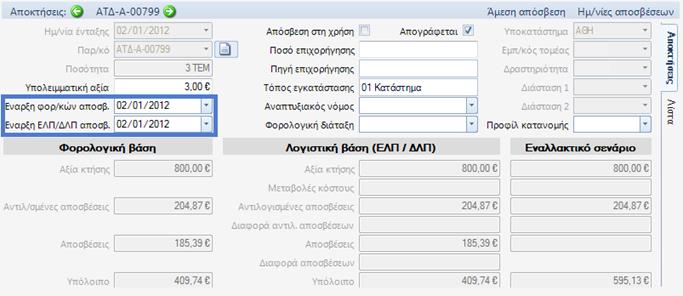 Αποκτήσεις: ΑΤΔ-Α-00799 Άμεση απόσβεση Ημ/νίες αποσβέσεων
Ημ/νία ένταξης 02/01/2012 Απόσβεση στη χρήση Απογράφεται Υποκατάστημα ΑΘΗ
Παρ/κό ΑΤΔ-Α-00799 Ποσό επιχορήγησης Εμπ/κός τομέας
Ποσότητα 3 ΤΕΜ Πηγή επιχορήγησης Δραστηριότητα
Υπολειμματική αξία 3,00 € Τόπος εγκατάστασης 01 Κατάστημα Διάσταση 1
Έναρξη φορ/κών αποσβ. 02/01/2012 Αναπτυξιακός νόμος Διάσταση 2
Έναρξη ΕΛΠ/ΔΛΠ αποσβ. 02/01/2012 Φορολογική διάταξη Προφίλ κατανομής
Αποκτήσεις
Λίστα
Φορολογική βάση Λογιστική βάση (ΕΛΠ / ΔΛΠ) Εναλλακτικό σενάριο
Αξία κτήσης 800,00 € Αξία κτήσης 800,00 € 800,00 €
Μεταβολές κόστους
Αντιλ/σμένες αποσβέσεις 204,87 € Αντιλογισμένες αποσβέσεις 204,87 € 204,87 €
Διαφορά αντιλ. αποσβέσεων
Αποσβέσεις 185,39 € Αποσβέσεις 185,39 €
Διαφορά αποσβέσεων
Υπόλοιπο 409,74 € Υπόλοιπο 409,74 € 595,13 €